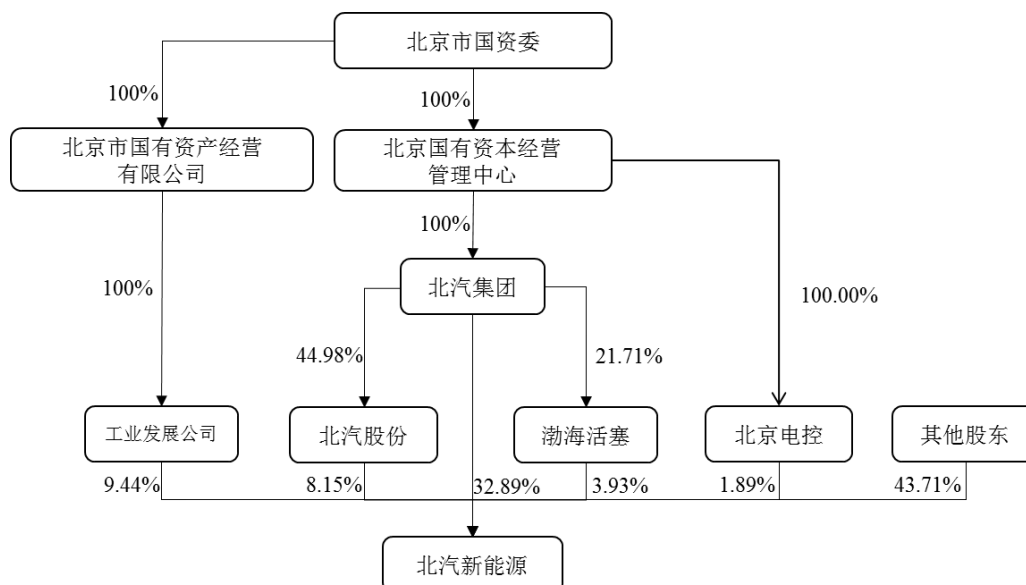 北京市国资委
100%
100%
北京市国有资产经营
有限公司
北京国有资本经营
管理中心
100%
北汽集团
100%
100.00%
44.98%
21.71%
工业发展公司
北汽股份
渤海活塞
北京电控
其他股东
9.44%
8.15%
32.89%
3.93%
1.89%
43.71%
北汽新能源